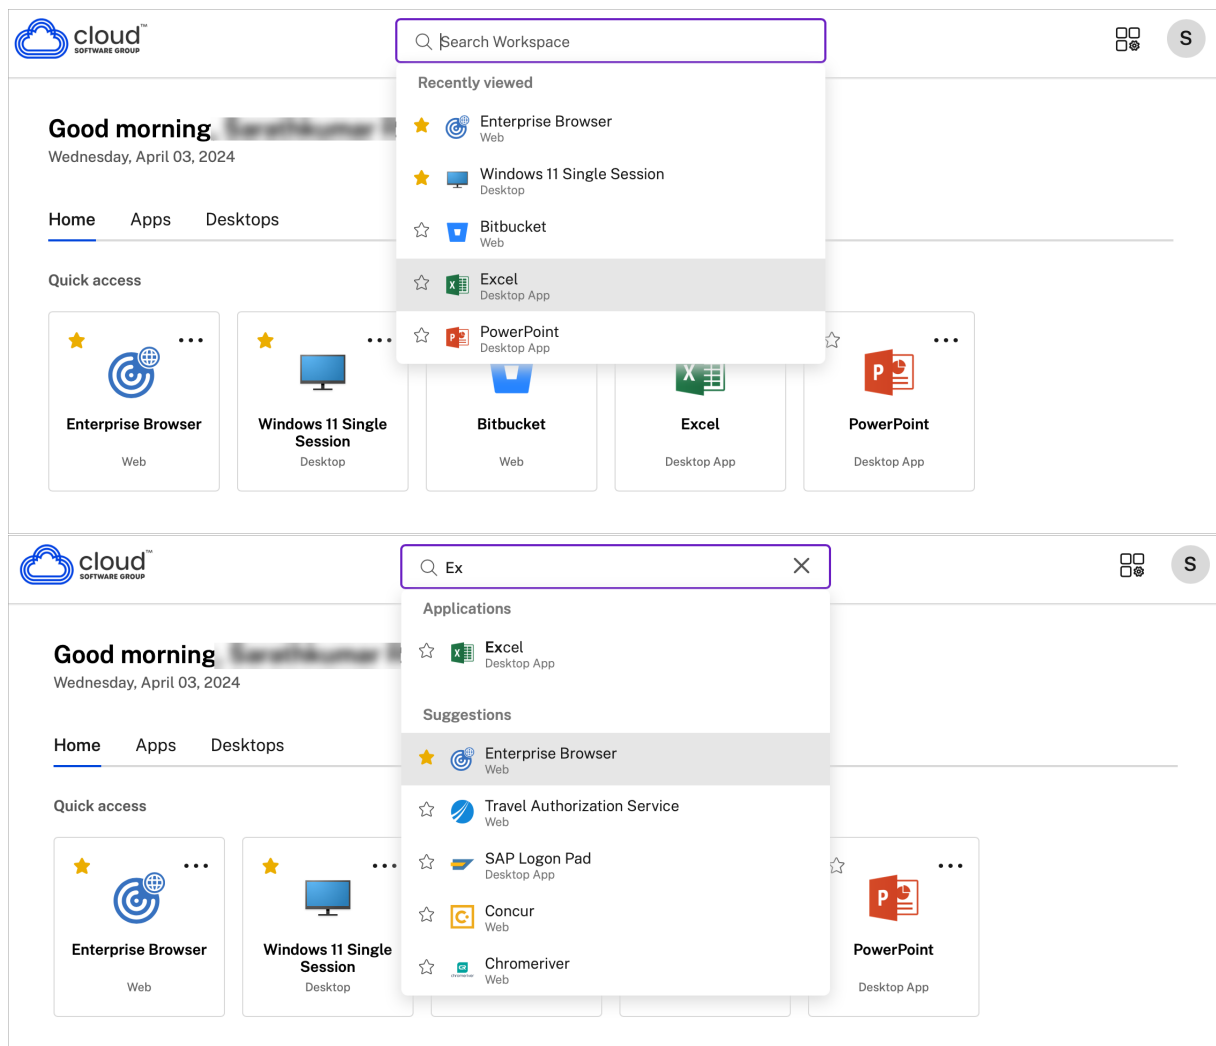 cloud™
SOFTWARE GROUP
Search Workspace
S
Recently viewed
Enterprise Browser
Web
Windows 11 Single Session
Desktop
Bitbucket
Web
Excel
Desktop App
PowerPoint
Desktop App
Good morning,
Wednesday, April 03, 2024
Home Apps Desktops
Quick access
Enterprise Browser
Web
Windows 11 Single
Session
Desktop
Bitbucket
Web
Excel
Desktop App
PowerPoint
Desktop App
cloud™
SOFTWARE GROUP
Ex
S
Applications
Excel
Desktop App
Suggestions
Enterprise Browser
Web
Travel Authorization Service
Web
SAP Logon Pad
Desktop App
Concur
Web
Chromeriver
Web
Good morning,
Wednesday, April 03, 2024
Home Apps Desktops
Quick access
Enterprise Browser
Web
Windows 11 Single
Session
Desktop
PowerPoint
Desktop App